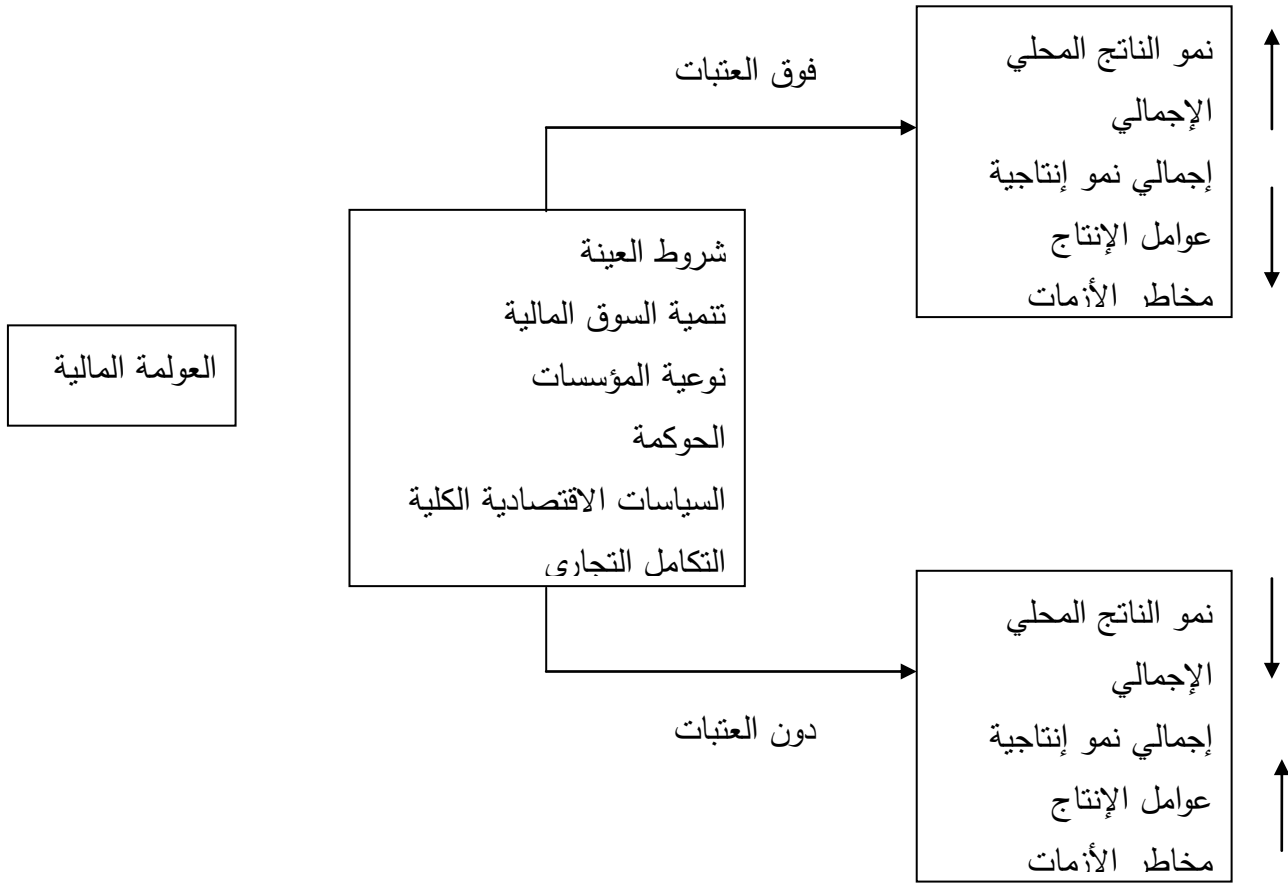 العولمة المالية
شروط العينة
تنمية السوق المالية
نوعية المؤسسات
الحوكمة
السياسات الاقتصادية الكلية
التكامل التجاري
فوق العتبات
نمو الناتج المحلي
الإجمالي
إجمالي نمو إنتاجية
عوامل الإنتاج
مخاطر الأزمات
دون العتبات
نمو الناتج المحلي
الإجمالي
إجمالي نمو إنتاجية
عوامل الإنتاج
مخاطر الأزمات